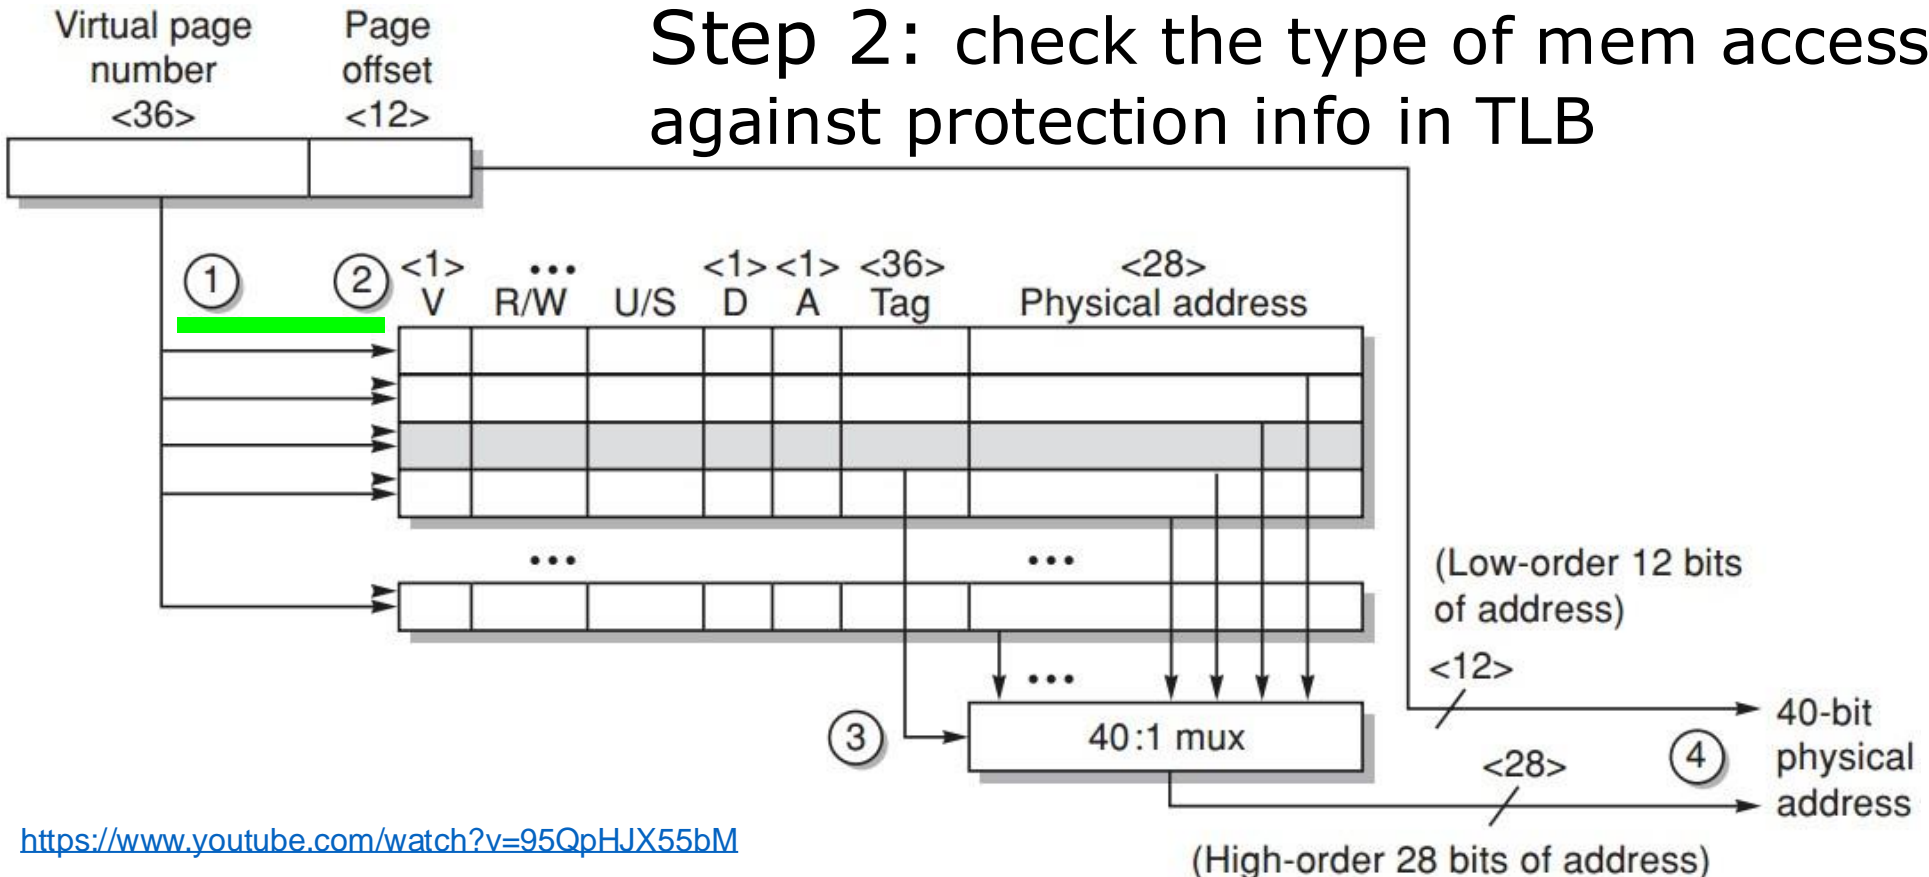 Virtual page
number
<36>
Page
offset
<12>
Step 2: check the type of mem access
against protection info in TLB
1
2
<1>
V
•••
R/W
U/S
<1>
D
<1>
A
<36>
Tag
<28>
Physical address
•••
•••
•••
3
40:1 mux
(Low-order 12 bits
of address)
<12>
<28>
4
40-bit
physical
address
(High-order 28 bits of address)
https://www.youtube.com/watch?v=95QpHJX55bM